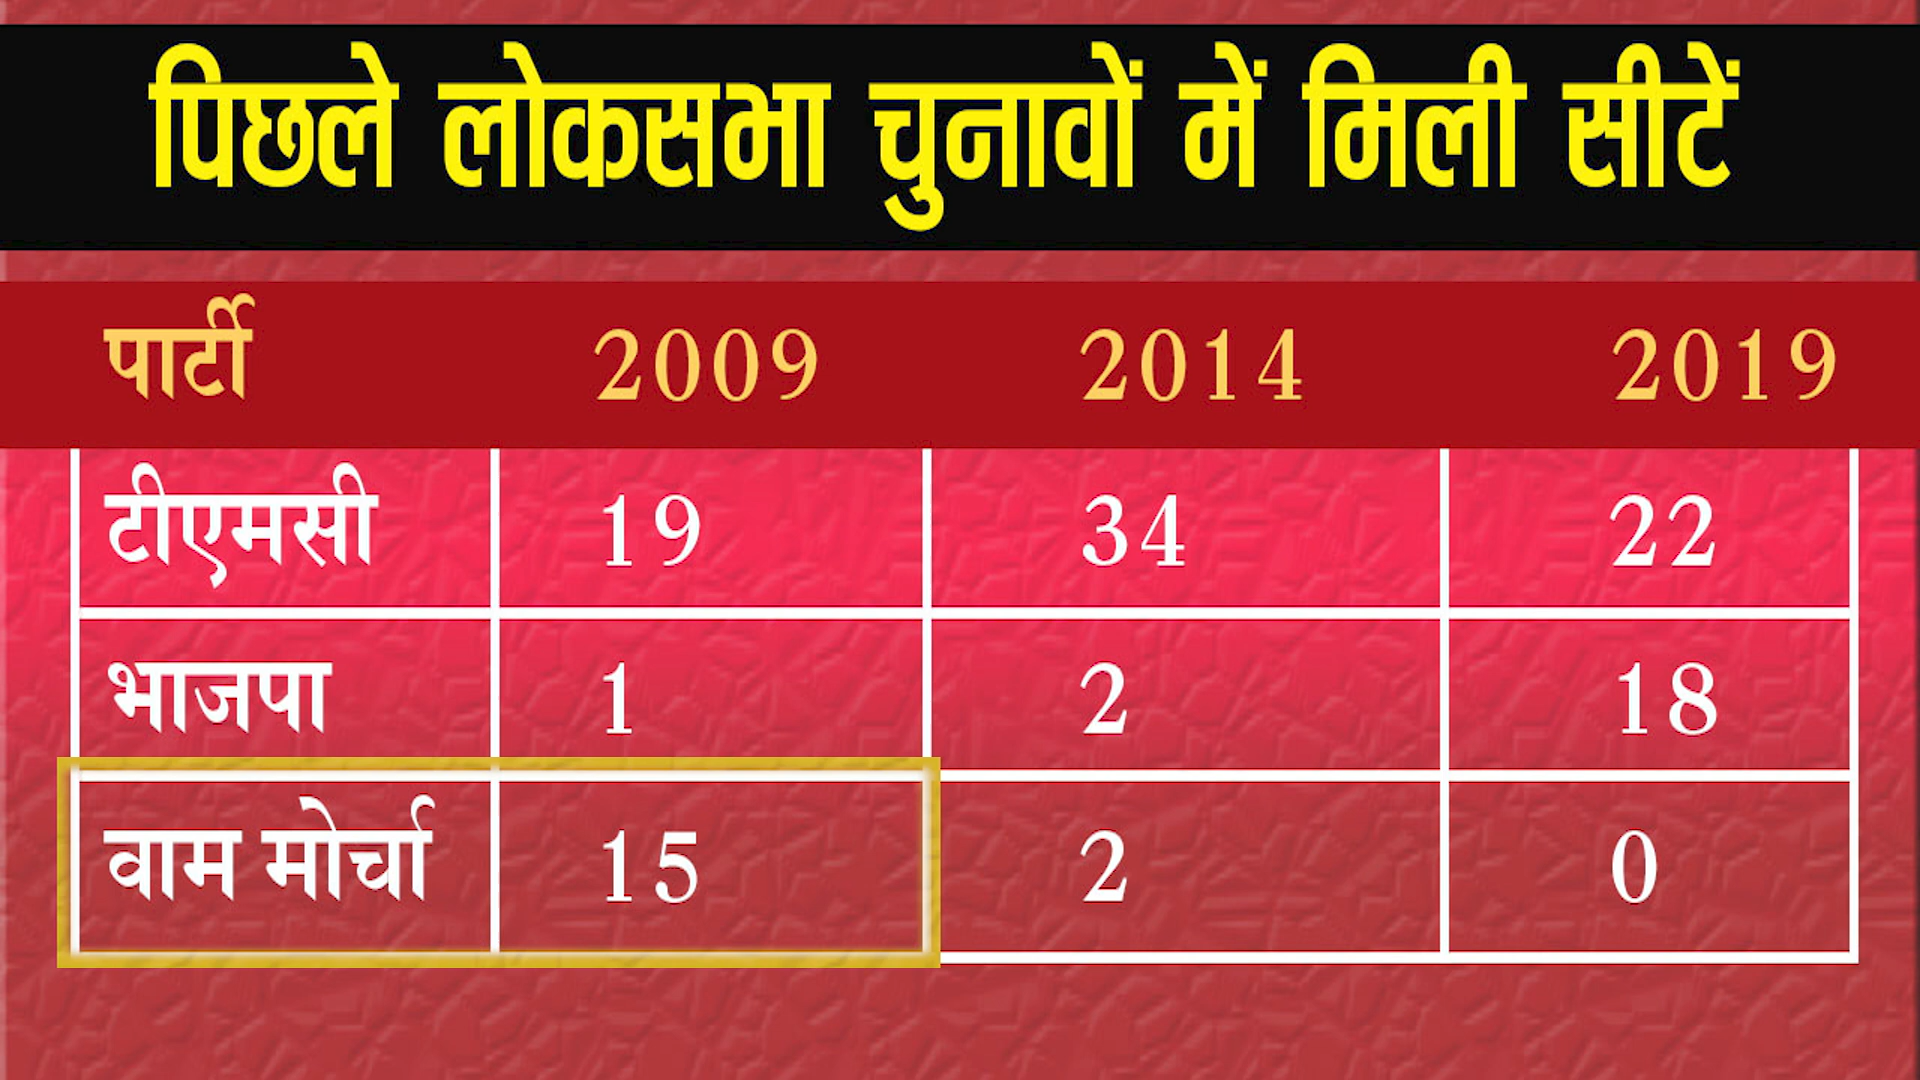 पिछले लोकसभा चुनावों में मिली सीटें
पार्टी 2009 2014 2019
टीएमसी 19 34 22
भाजपा 1 2 18
वाम मोर्चा 15 2 0